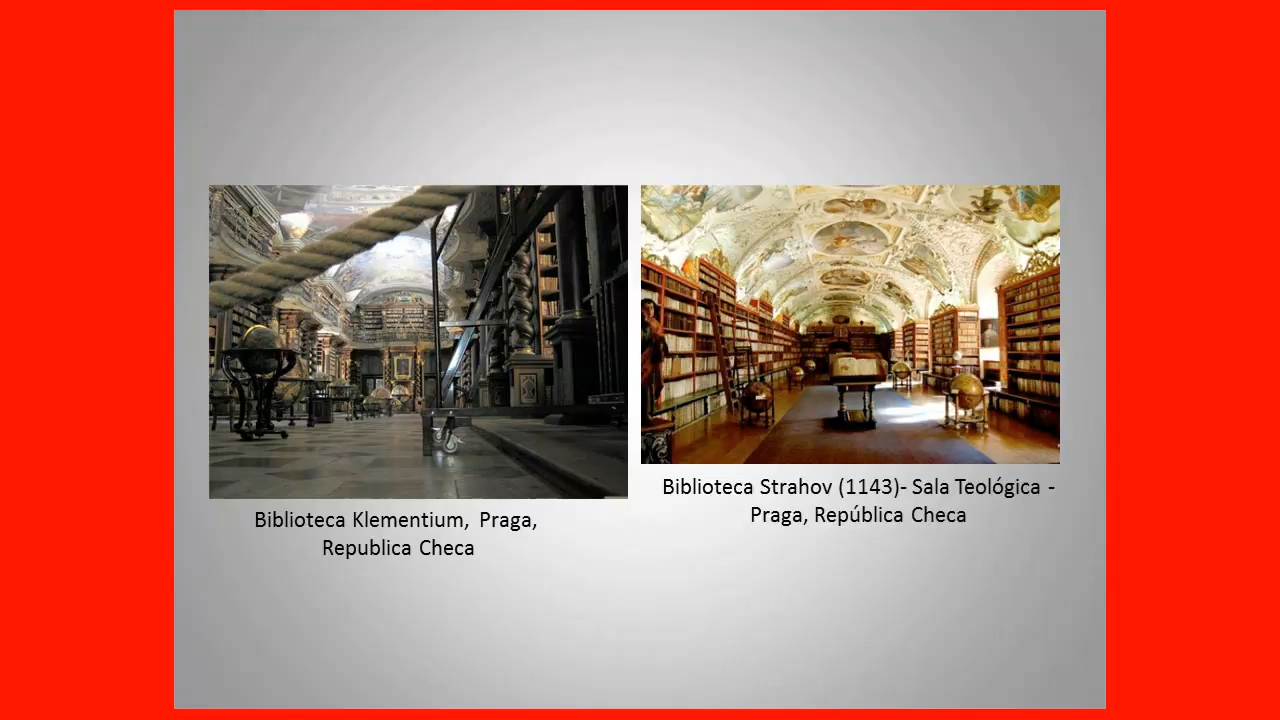 Biblioteca Klementium, Praga,
Republica Checa
Biblioteca Strahov (1143)- Sala Teológica -
Praga, República Checa